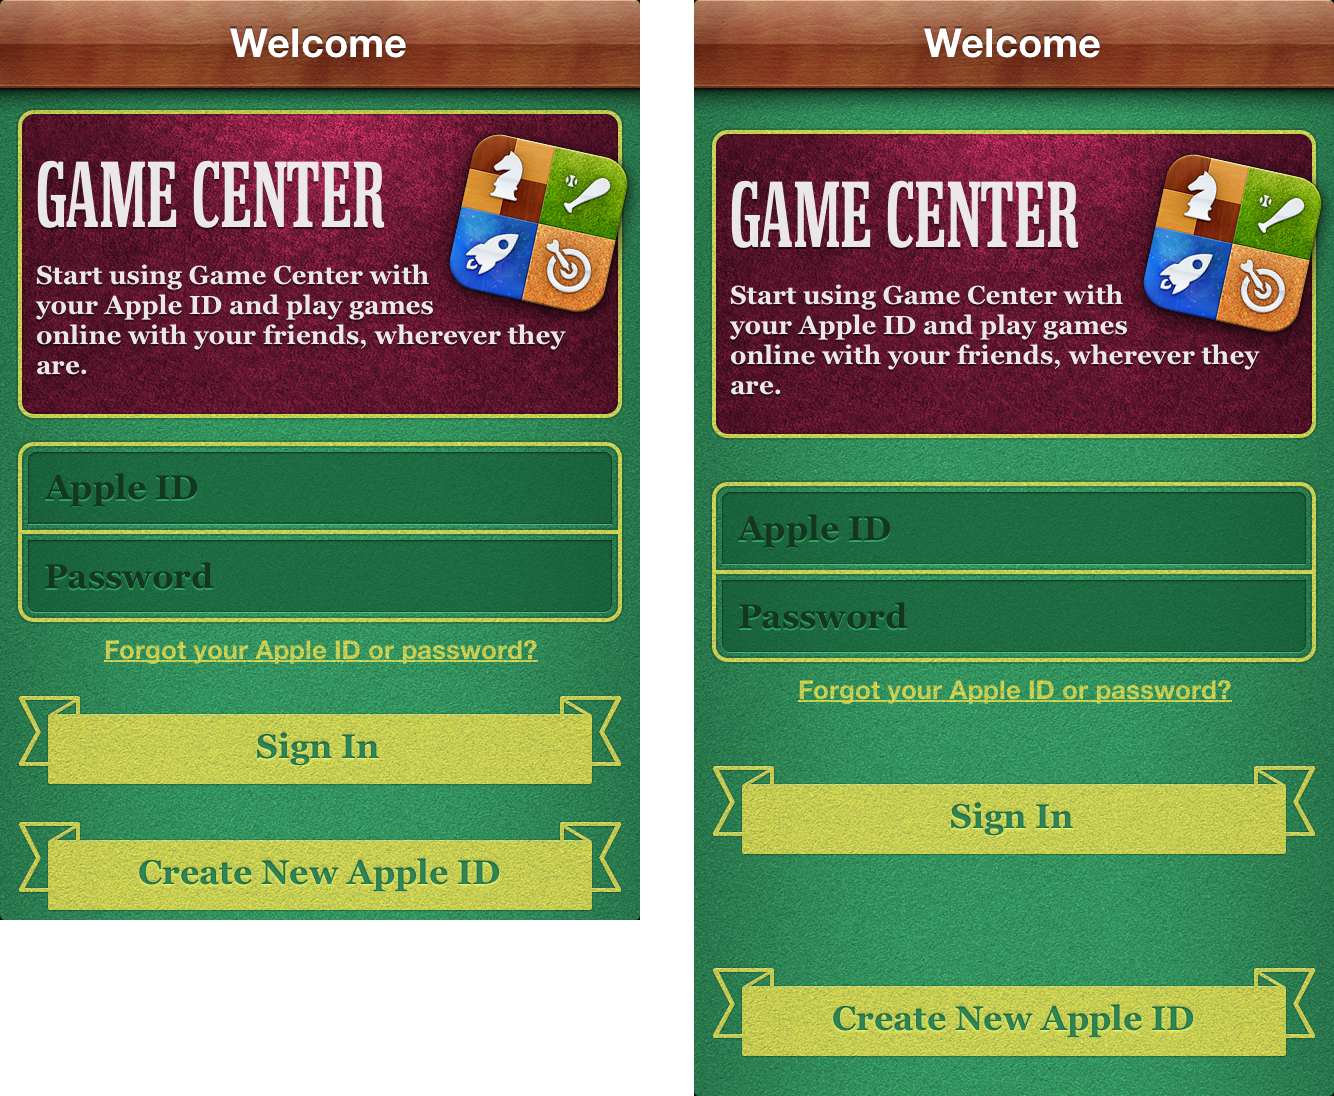 Welcome
GAME CENTER
Start using Game Center with
your Apple ID and play games
online with your friends, wherever they
are.
Apple ID
Password
Forgot your Apple ID or password?
Sign In
Create New Apple ID
Welcome
GAME CENTER
Start using Game Center with
your Apple ID and play games
online with your friends, wherever they
are.
Apple ID
Password
Forgot your Apple ID or password?
Sign In
Create New Apple ID